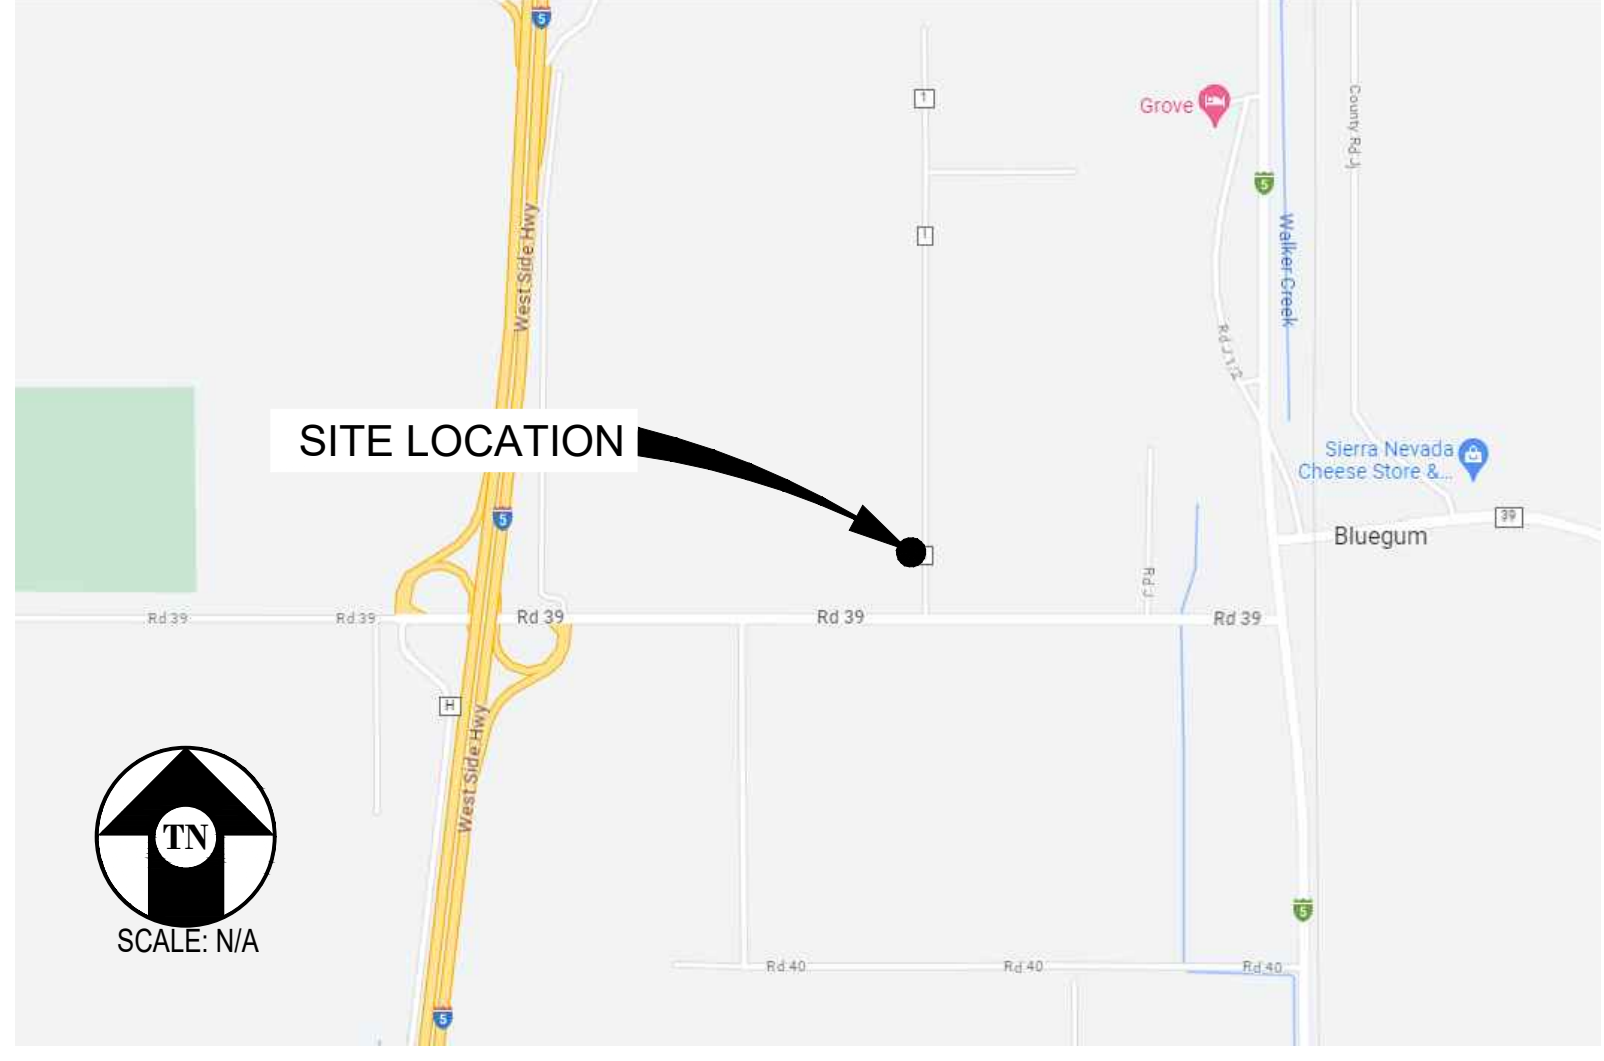 5
1
Grove
County Rd J
5
1
West Side Hwy
Walker Creek
Rd J 1/2
SITE LOCATION
Sierra Nevada
Cheese Store &...
5
39
Bluegum
Rd J
Rd 39
Rd 39
Rd 39
Rd 39
Rd 39
H
West Side Hwy
TN
SCALE: N/A
5
Rd 40
Rd 40
Rd 40
5